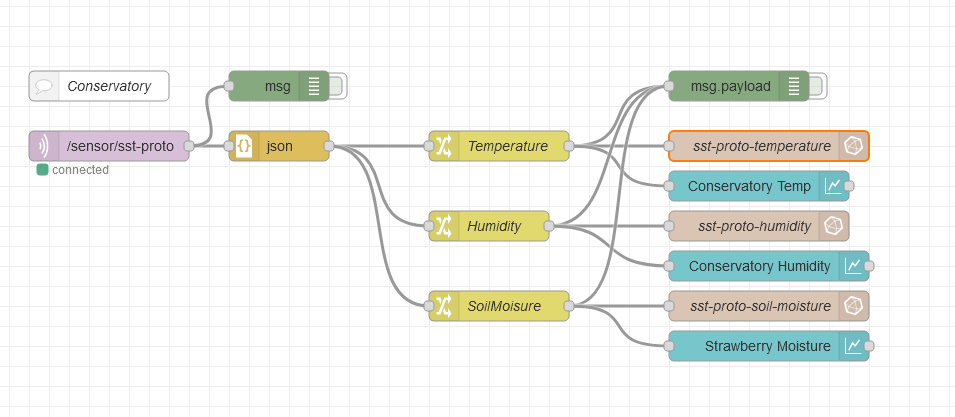 Conservatory
msg
msg.payload
/sensor/sst-proto
json
Temperature
sst-proto-temperature
connected
Conservatory Temp
Humidity
sst-proto-humidity
Conservatory Humidity
SoilMoisure
sst-proto-soil-moisture
Strawberry Moisture